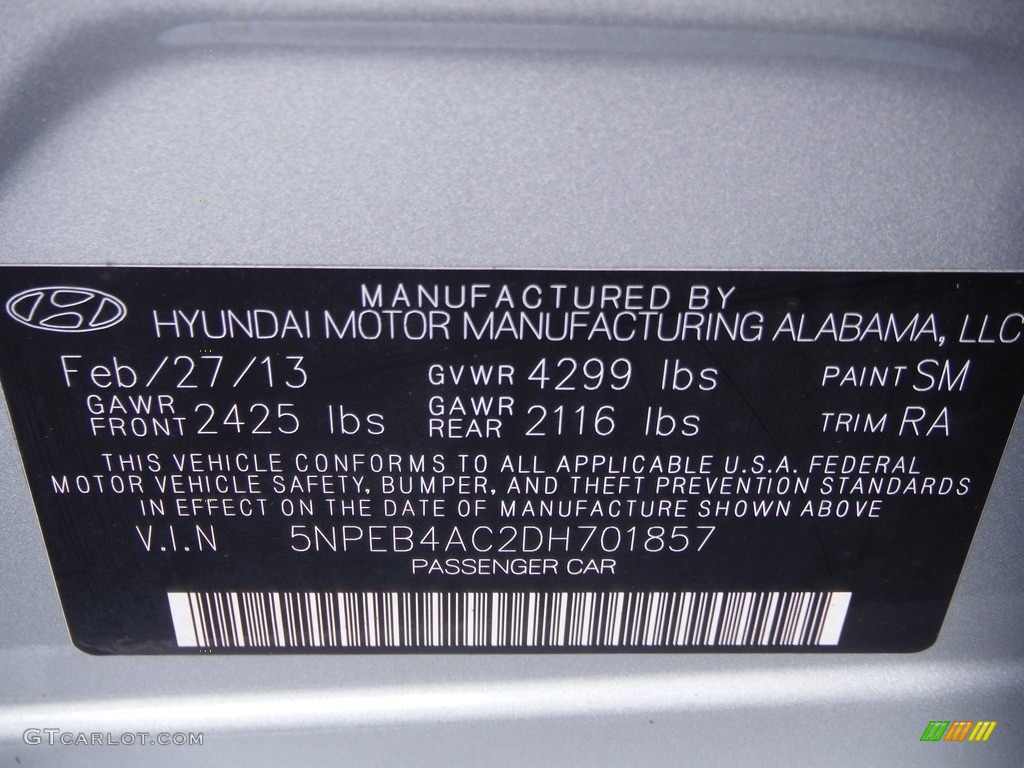 MANUFACTURED BY
HYUNDAI MOTOR MANUFACTURING ALABAMA, LLC
Feb/27/13 GVWR 4299 lbs PAINT SM
GAWR FRONT 2425 lbs GAWR REAR 2116 lbs TRIM RA
THIS VEHICLE CONFORMS TO ALL APPLICABLE U.S.A. FEDERAL
MOTOR VEHICLE SAFETY, BUMPER, AND THEFT PREVENTION STANDARDS
IN EFFECT ON THE DATE OF MANUFACTURE SHOWN ABOVE
V.I.N 5NPEB4AC2DH701857
PASSENGER CAR
GTCARLOT.COM